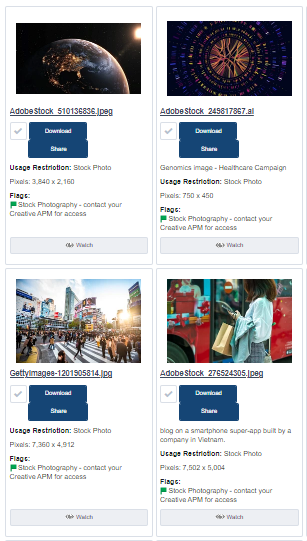 AdobeStock_510136836.jpeg
Download
Share
Usage Restriction: Stock Photo
Pixels: 3,840 x 2,160
Flags:
Stock Photography - contact your
Creative APM for access
Watch
AdobeStock_249817867.ai
Download
Share
Genomics image - Healthcare Campaign
Usage Restriction: Stock Photo
Pixels: 750 x 450
Flags:
Stock Photography - contact your
Creative APM for access
Watch
GettyImages-1201905814.jpg
Download
Share
Usage Restriction: Stock Photo
Pixels: 7,360 x 4,912
Flags:
Stock Photography - contact your
Creative APM for access
Watch
AdobeStock_276524305.jpeg
Download
Share
blog on a smartphone super-app built by a
company in Vietnam.
Usage Restriction: Stock Photo
Pixels: 7,502 x 5,004
Flags:
Stock Photography - contact your
Creative APM for access
Watch